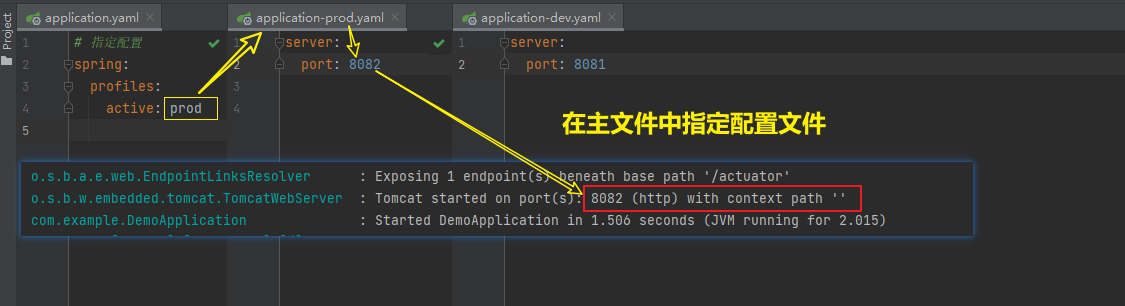 Project
application.yaml
application-prod.yaml
application-dev.yaml
1 # 指定配置
2 spring:
3 profiles:
4 active: prod
5
1 server:
2 port: 8082
3
4
1 server:
2 port: 8081
在主文件中指定配置文件
o.s.b.a.e.web.EndpointLinksResolver : Exposing 1 endpoint(s) beneath base path '/actuator'
o.s.b.w.embedded.tomcat.TomcatWebServer : Tomcat started on port(s): 8082 (http) with context path ''
com.example.DemoApplication : Started DemoApplication in 1.506 seconds (JVM running for 2.015)